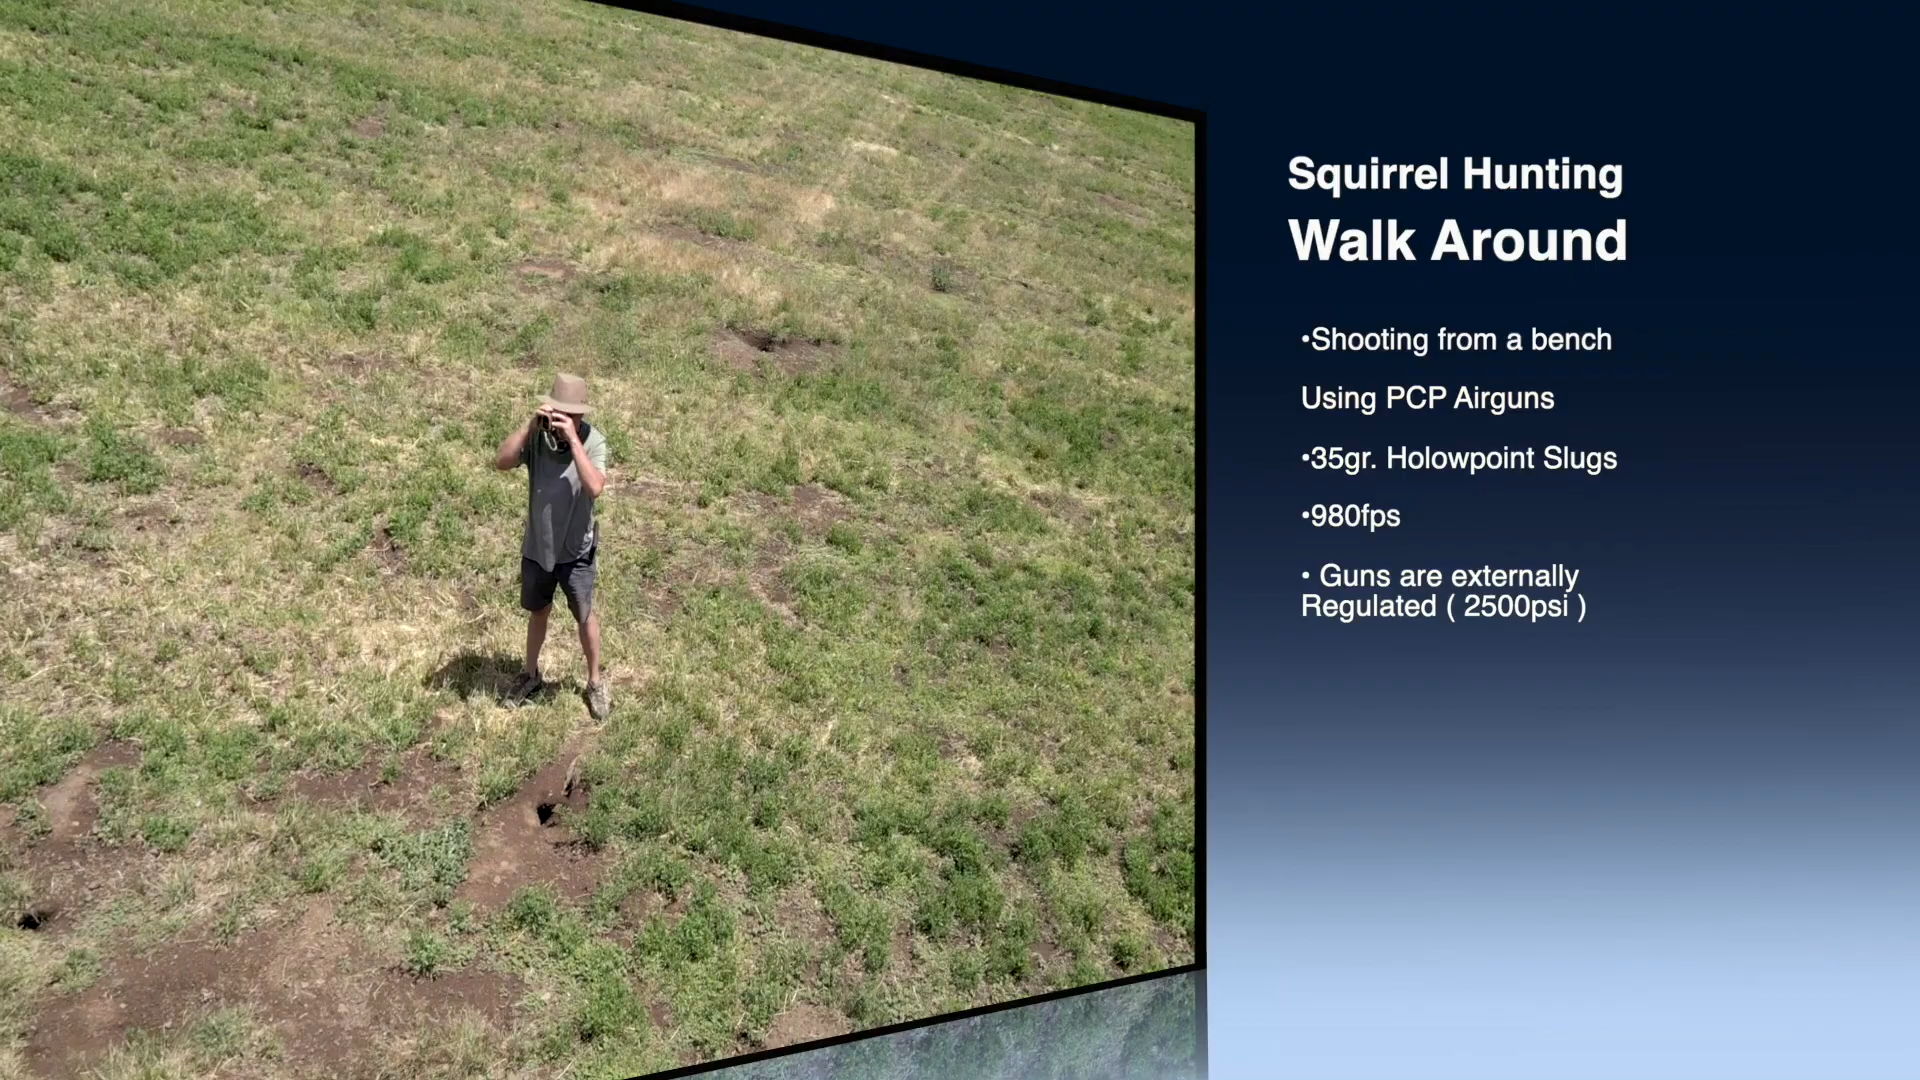 Squirrel Hunting
Walk Around
•Shooting from a bench
Using PCP Airguns
•35gr. Holowpoint Slugs
•980fps
• Guns are externally
Regulated ( 2500psi )